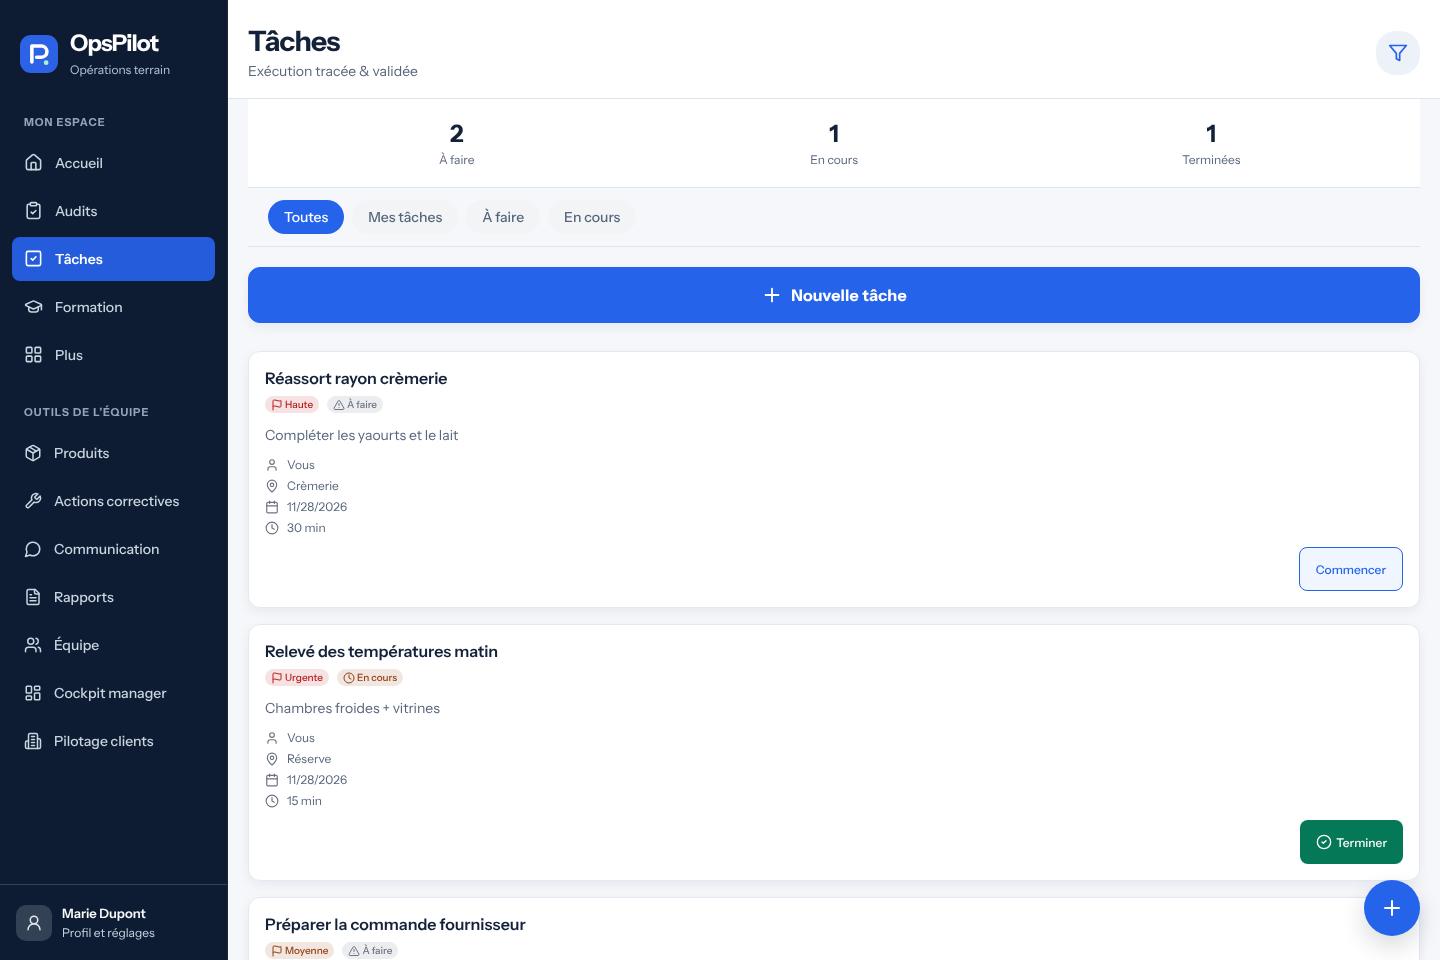 OpsPilot
Opérations terrain
MON ESPACE
Accueil
Audits
Tâches
Formation
Plus
OUTILS DE L'ÉQUIPE
Produits
Actions correctives
Communication
Rapports
Équipe
Cockpit manager
Pilotage clients
Marie Dupont
Profil et réglages
Tâches
Exécution tracée & validée
2
À faire
1
En cours
1
Terminées
Toutes
Mes tâches
À faire
En cours
Nouvelle tâche
Réassort rayon crèmerie
Haute
À faire
Compléter les yaourts et le lait
Vous
Crèmerie
11/28/2026
30 min
Commencer
Relevé des températures matin
Urgente
En cours
Chambres froides + vitrines
Vous
Réserve
11/28/2026
15 min
Terminer
Préparer la commande fournisseur
Moyenne
À faire